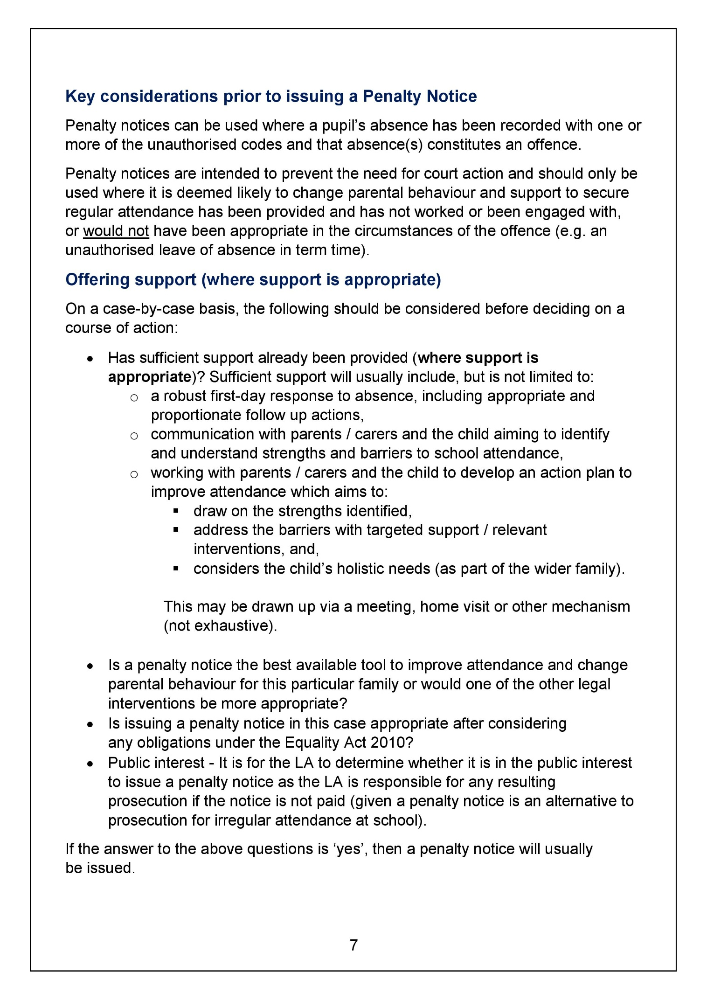 Key considerations prior to issuing a Penalty Notice
Penalty notices can be used where a pupil’s absence has been recorded with one or
more of the unauthorised codes and that absence(s) constitutes an offence.
Penalty notices are intended to prevent the need for court action and should only be
used where it is deemed likely to change parental behaviour and support to secure
regular attendance has been provided and has not worked or been engaged with,
or would not have been appropriate in the circumstances of the offence (e.g. an
unauthorised leave of absence in term time).
Offering support (where support is appropriate)
On a case-by-case basis, the following should be considered before deciding on a
course of action:
• Has sufficient support already been provided (where support is
appropriate)? Sufficient support will usually include, but is not limited to:
o a robust first-day response to absence, including appropriate and
proportionate follow up actions,
o communication with parents / carers and the child aiming to identify
and understand strengths and barriers to school attendance,
o working with parents / carers and the child to develop an action plan to
improve attendance which aims to:
▪ draw on the strengths identified,
▪ address the barriers with targeted support / relevant
interventions, and,
▪ considers the child’s holistic needs (as part of the wider family).
This may be drawn up via a meeting, home visit or other mechanism
(not exhaustive).
• Is a penalty notice the best available tool to improve attendance and change
parental behaviour for this particular family or would one of the other legal
interventions be more appropriate?
• Is issuing a penalty notice in this case appropriate after considering
any obligations under the Equality Act 2010?
• Public interest - It is for the LA to determine whether it is in the public interest
to issue a penalty notice as the LA is responsible for any resulting
prosecution if the notice is not paid (given a penalty notice is an alternative to
prosecution for irregular attendance at school).
If the answer to the above questions is ‘yes’, then a penalty notice will usually
be issued.
7